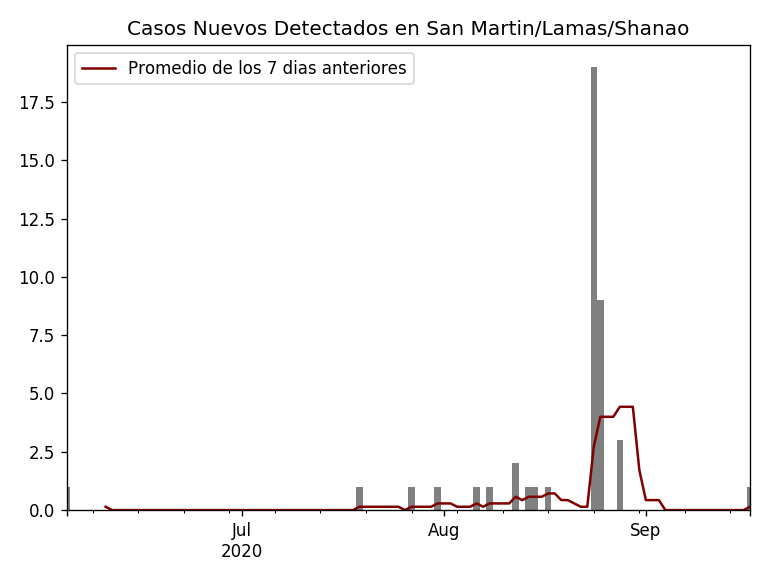 Casos Nuevos Detectados en San Martin/Lamas/Shanao
Promedio de los 7 dias anteriores
17.5
15.0
12.5
10.0
7.5
5.0
2.5
0.0
Jul
2020
Aug
Sep